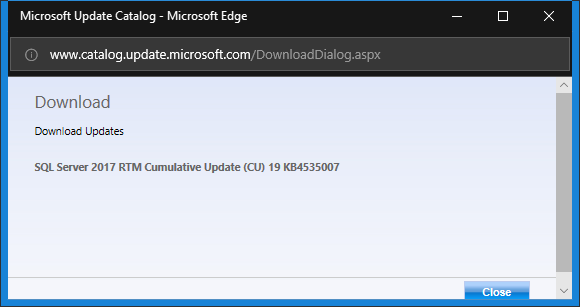 Microsoft Update Catalog - Microsoft Edge
www.catalog.update.microsoft.com/DownloadDialog.aspx
Download
Download Updates
SQL Server 2017 RTM Cumulative Update (CU) 19 KB4535007
Close